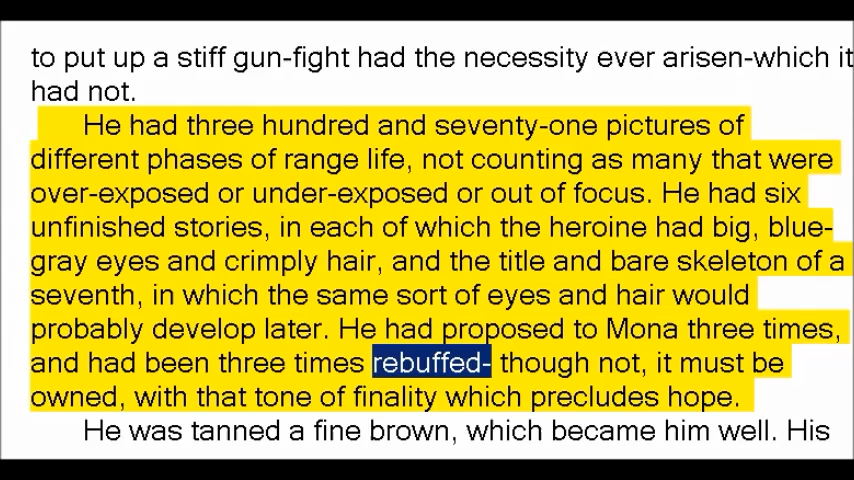 to put up a stiff gun-fight had the necessity ever arisen-which it
had not.
He had three hundred and seventy-one pictures of
different phases of range life, not counting as many that were
over-exposed or under-exposed or out of focus. He had six
unfinished stories, in each of which the heroine had big, blue-
gray eyes and crimply hair, and the title and bare skeleton of a
seventh, in which the same sort of eyes and hair would
probably develop later. He had proposed to Mona three times,
and had been three times rebuffed- though not, it must be
owned, with that tone of finality which precludes hope.
He was tanned a fine brown, which became him well. His